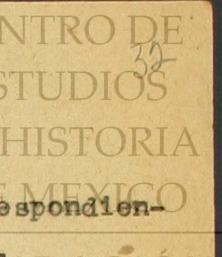 NTRO DE
32
STUDIOS
HISTORIA
MEXICO
espondien-